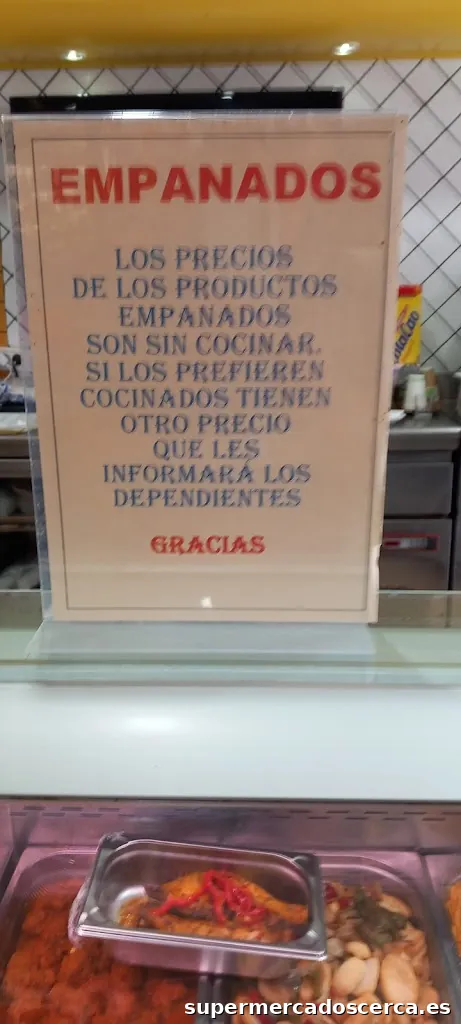 EMPANADOS
LOS PRECIOS
DE LOS PRODUCTOS
EMPANADOS
SON SIN COCINAR.
SI LOS PREFIEREN
COCINADOS TIENEN
OTRO PRECIO
QUE LES
INFORMARÁ LOS
DEPENDIENTES
GRACIAS
supermercadoscerca.es